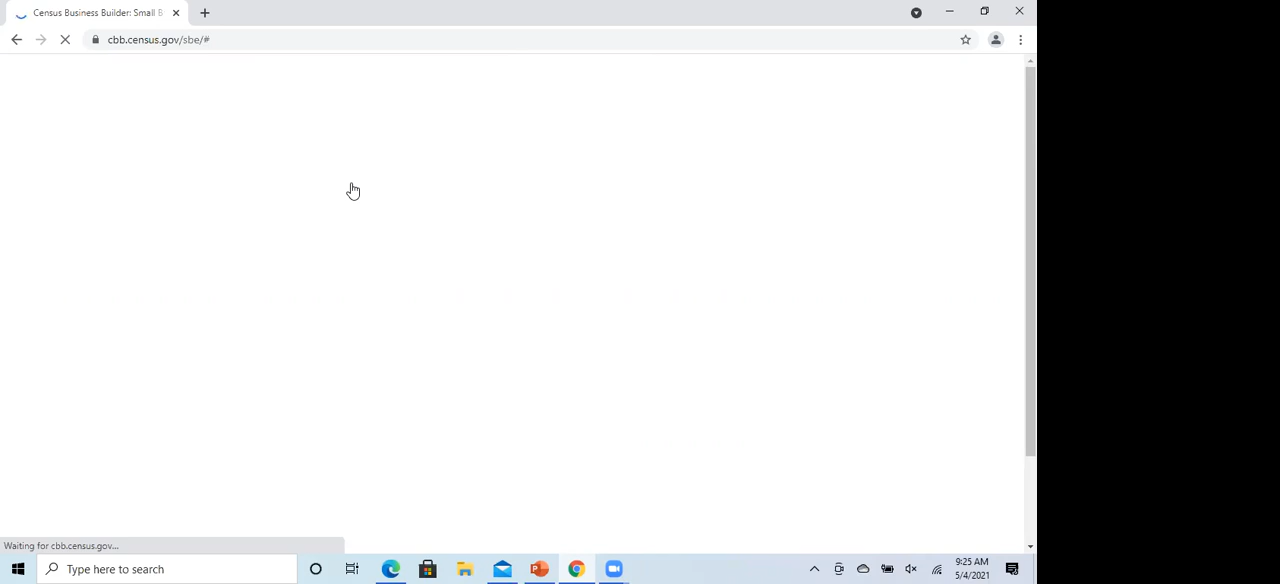 Census Business Builder: Small B
cbb.census.gov/sbe/#
Waiting for cbb.census.gov...
Type here to search
9:25 AM
5/4/2021